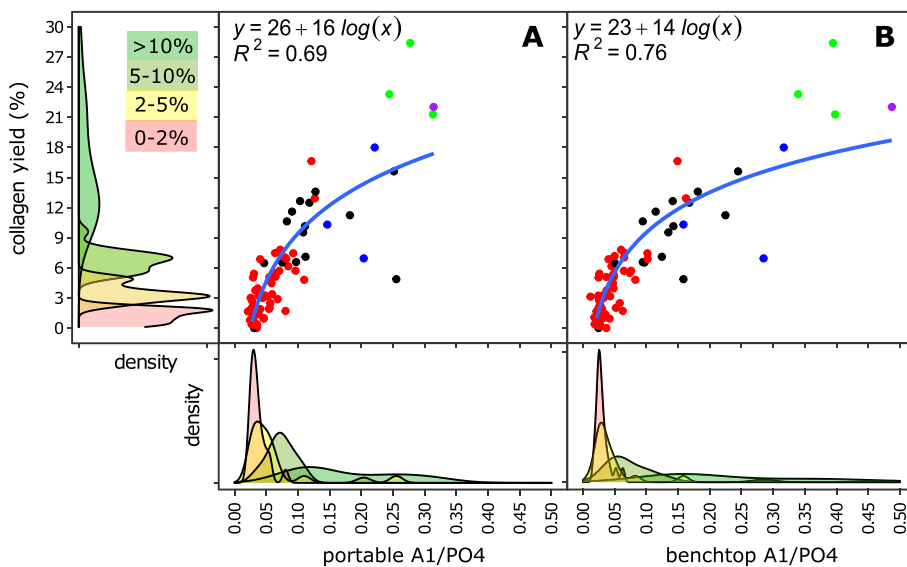 y = 26 + 16 log(x)
R² = 0.69
A
y = 23 + 14 log(x)
R² = 0.76
B
>10%
5-10%
2-5%
0-2%
collagen yield (%)
30
27
24
21
18
15
12
9
6
3
0
density
density
0.00 0.05 0.10 0.15 0.20 0.25 0.30 0.35 0.40 0.45 0.50
0.00 0.05 0.10 0.15 0.20 0.25 0.30 0.35 0.40 0.45 0.50
portable A1/PO4
benchtop A1/PO4